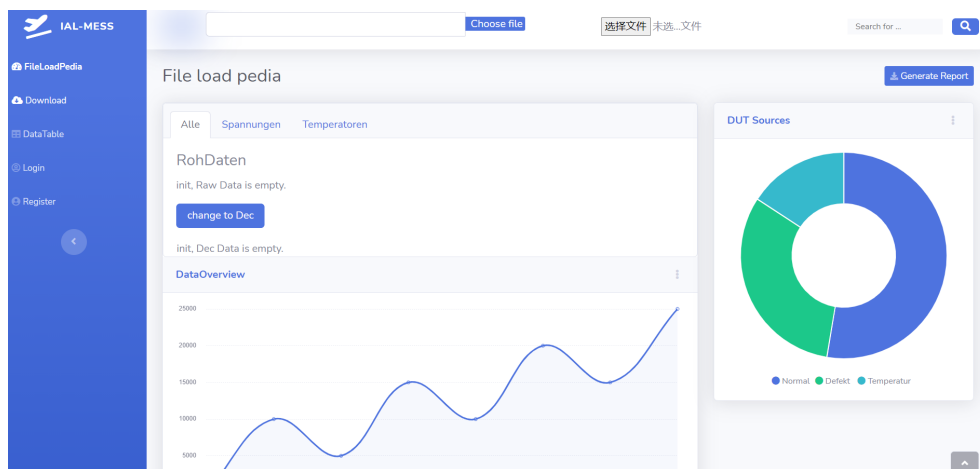 IAL-MESS
Choose file
选择文件 未选...文件
Search for ...
FileLoadPedia
Download
DataTable
Login
Register
File load pedia
Generate Report
Alle Spannungen Temperatoren
RohDaten
init, Raw Data is empty.
change to Dec
init, Dec Data is empty.
DataOverview
25000
20000
15000
10000
5000
DUT Sources
Normal Defekt Temperatur